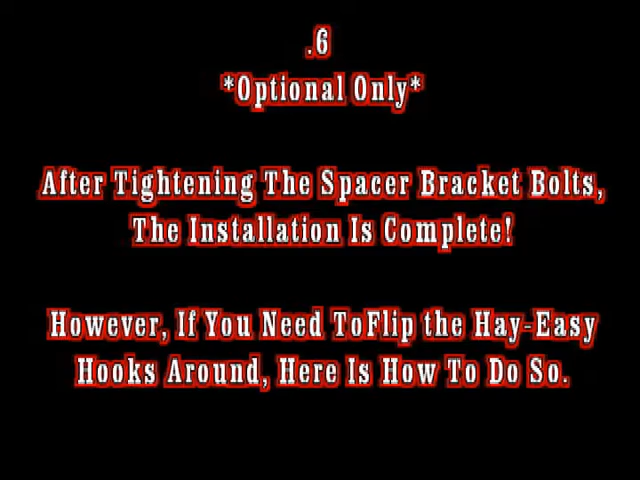 .6
*Optional Only*
After Tightening The Spacer Bracket Bolts,
The Installation Is Complete!
However, If You Need ToFlip the Hay-Easy
Hooks Around, Here Is How To Do So.